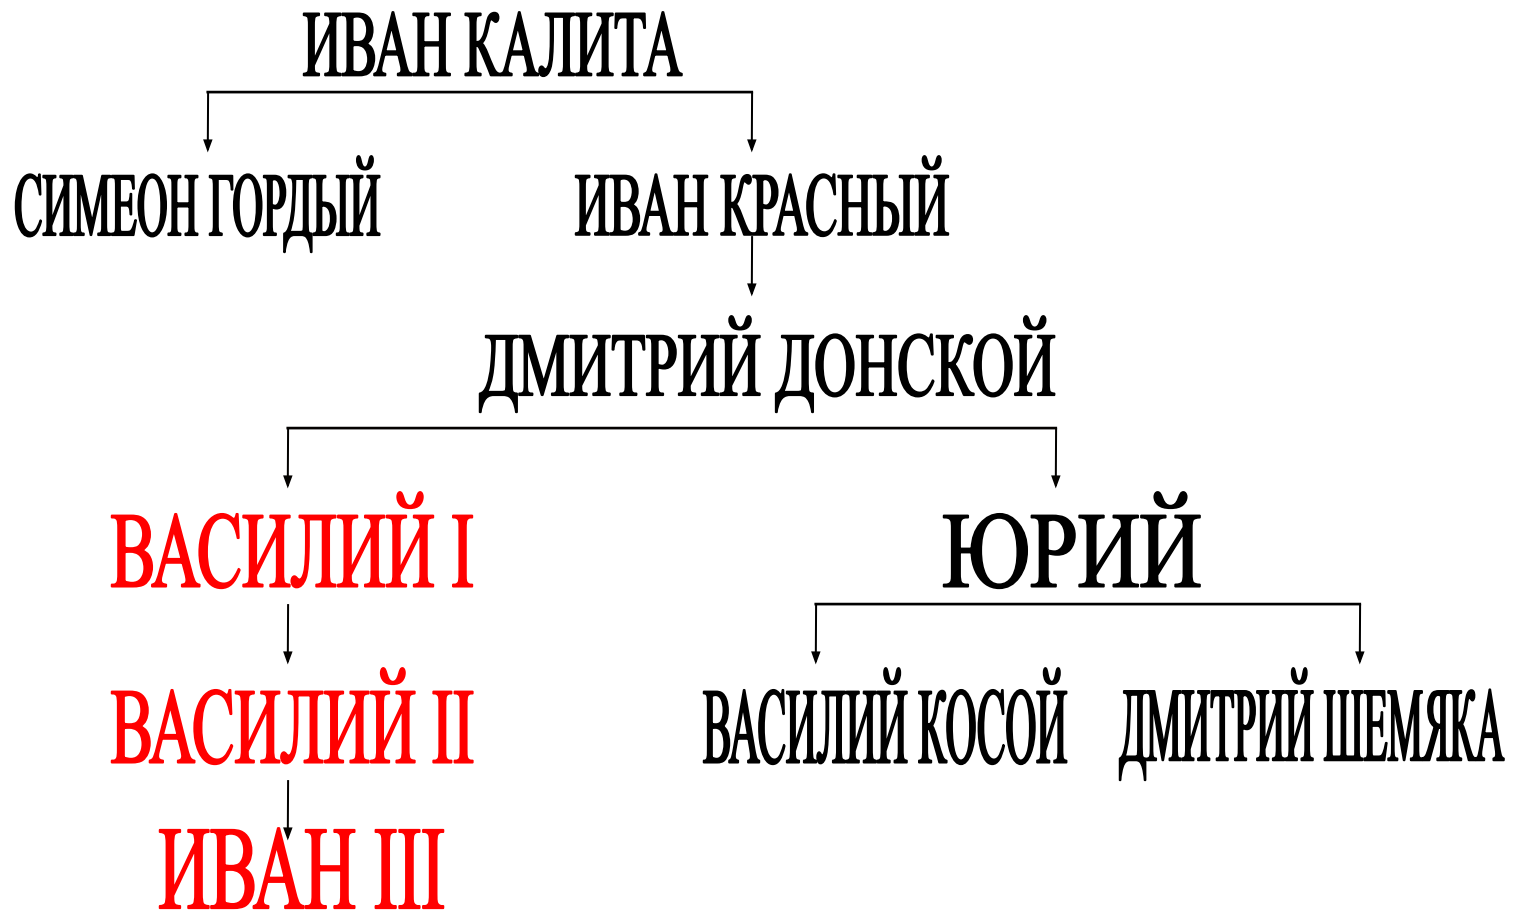 ИВАН КАЛИТА
СИМЕОН ГОРДЫЙ
ИВАН КРАСНЫЙ
ДМИТРИЙ ДОНСКОЙ
ВАСИЛИЙ I
ЮРИЙ
ВАСИЛИЙ II
ВАСИЛИЙ КОСОЙ
ДМИТРИЙ ШЕМЯКА
ИВАН III